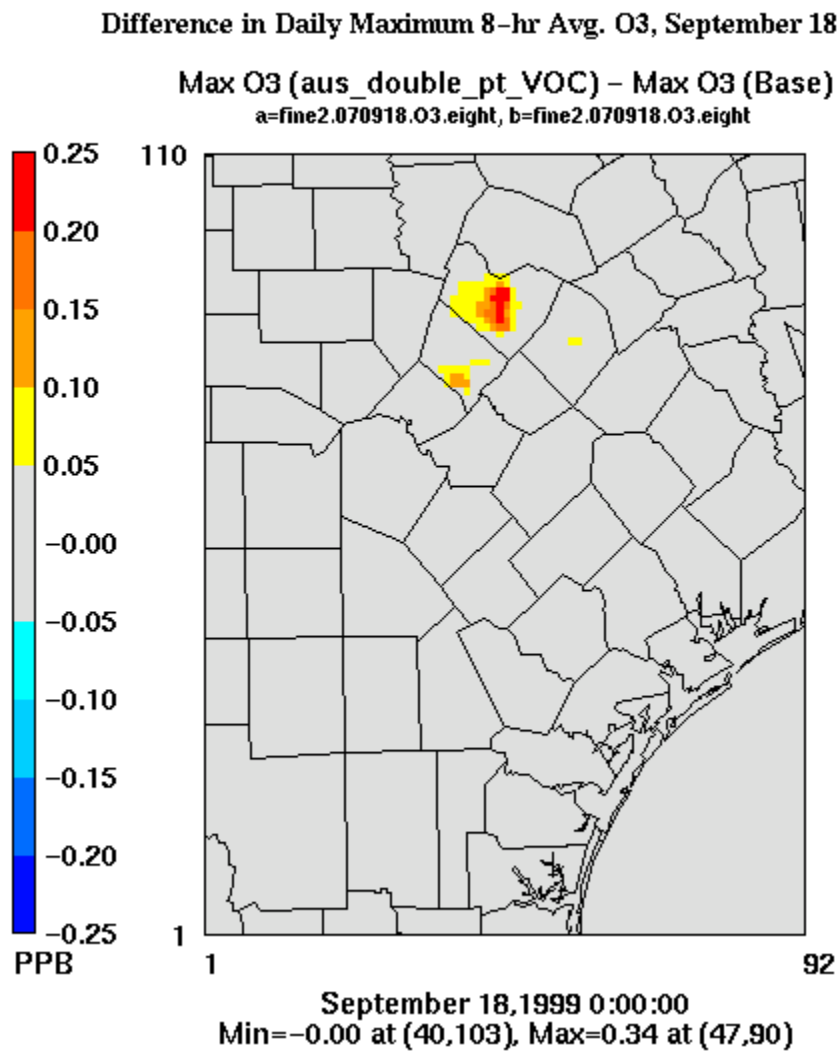 Difference in Daily Maximum 8-hr Avg. O3, September 18
Max O3 (aus_double_pt_VOC) − Max O3 (Base)
a=fine2.070918.O3.eight, b=fine2.070918.O3.eight
0.25
0.20
0.15
0.10
0.05
−0.00
−0.05
−0.10
−0.15
−0.20
−0.25
PPB
110
1
1
92
September 18,1999 0:00:00
Min=−0.00 at (40,103), Max=0.34 at (47,90)